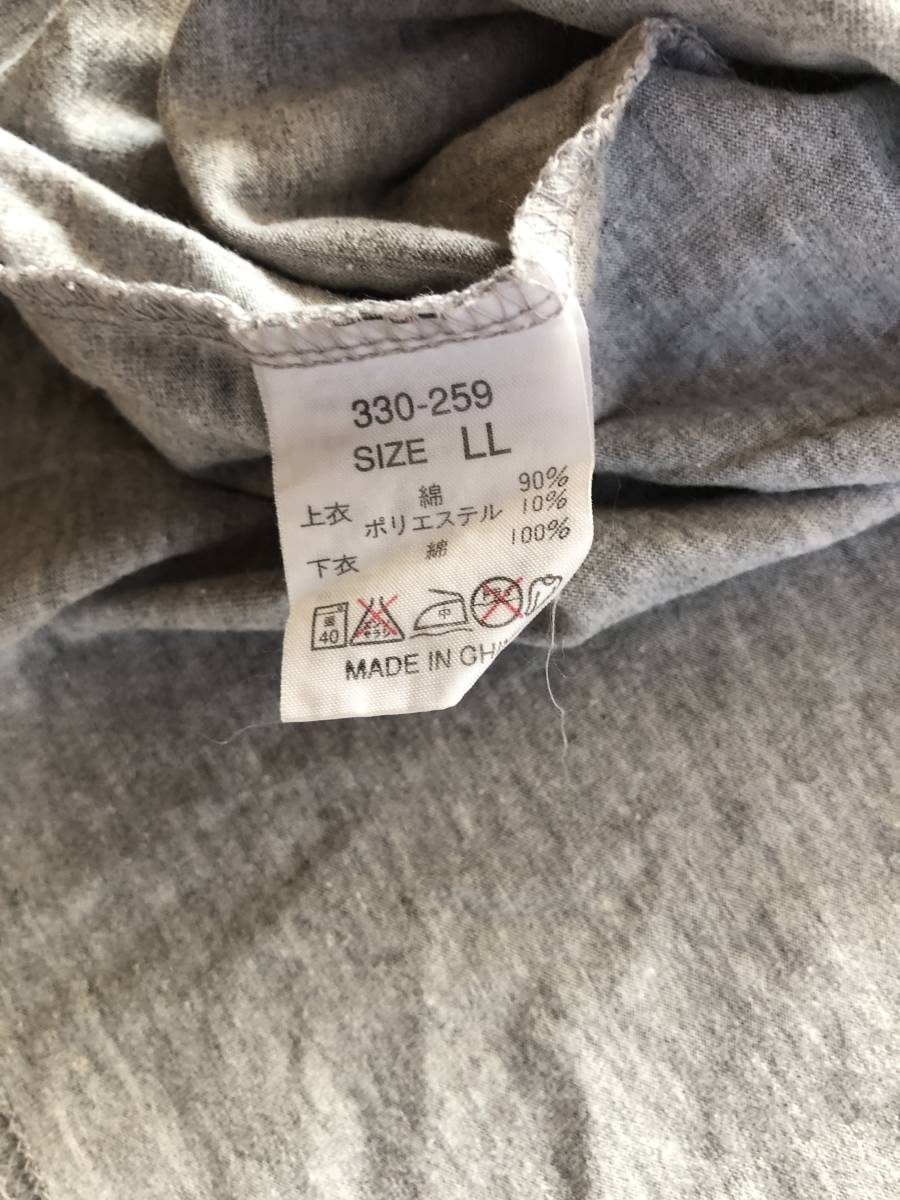 330-259
SIZE LL
上衣 綿 90%
ポリエステル 10%
下衣 綿 100%
40
中
MADE IN